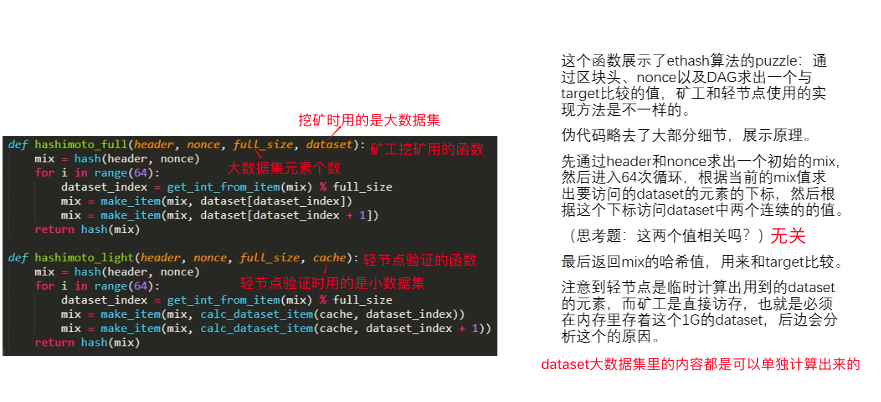 挖矿时用的是大数据集
def hashimoto_full(header, nonce, full_size, dataset): 矿工挖矿用的函数
    mix = hash(header, nonce)
    for i in range(64): 大数据集元素个数
        dataset_index = get_int_from_item(mix) % full_size
        mix = make_item(mix, dataset[dataset_index])
        mix = make_item(mix, dataset[dataset_index + 1])
    return hash(mix)
def hashimoto_light(header, nonce, full_size, cache): 轻节点验证的函数
    mix = hash(header, nonce)
    for i in range(64): 轻节点验证时用的是小数据集
        dataset_index = get_int_from_item(mix) % full_size
        mix = make_item(mix, calc_dataset_item(cache, dataset_index))
        mix = make_item(mix, calc_dataset_item(cache, dataset_index + 1))
    return hash(mix)
这个函数展示了ethash算法的puzzle：通
过区块头、nonce以及DAG求出一个与
target比较的值，矿工和轻节点使用的实
现方法是不一样的。
伪代码略去了大部分细节，展示原理。
先通过header和nonce求出一个初始的mix，
然后进入64次循环，根据当前的mix值求
出要访问的dataset的元素的下标，然后根
据这个下标访问dataset中两个连续的的值。
（思考题：这两个值相关吗？）无关
最后返回mix的哈希值，用来和target比较。
注意到轻节点是临时计算出用到的dataset
的元素，而矿工是直接访存，也就是必须
在内存里存着这个1G的dataset，后边会分
析这个的原因。
dataset大数据集里的内容都是可以单独计算出来的